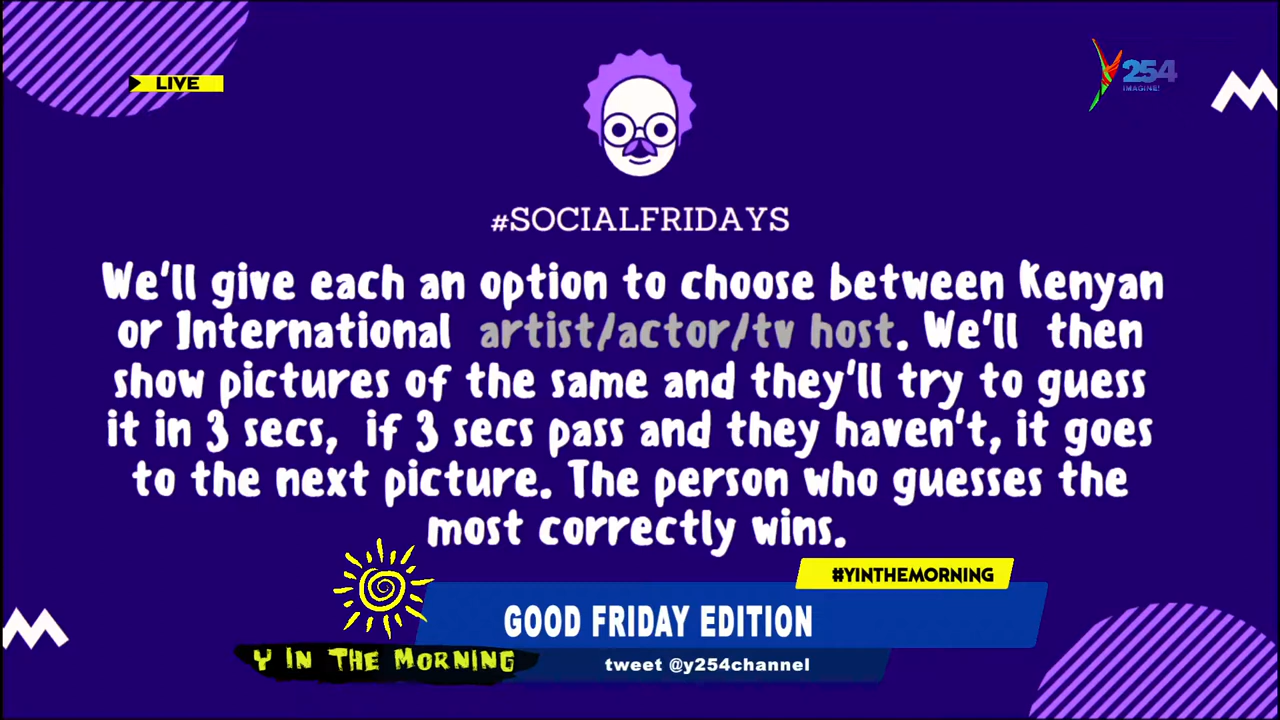 LIVE
Y254
IMAGINE!
#SOCIALFRIDAYS
We'll give each an option to choose between Kenyan
or International artist/actor/tv host. We'll then
show pictures of the same and they'll try to guess
it in 3 secs, if 3 secs pass and they haven't, it goes
to the next picture. The person who guesses the
most correctly wins.
#YINTHEMORNING
GOOD FRIDAY EDITION
Y IN THE MORNING
tweet @y254channel